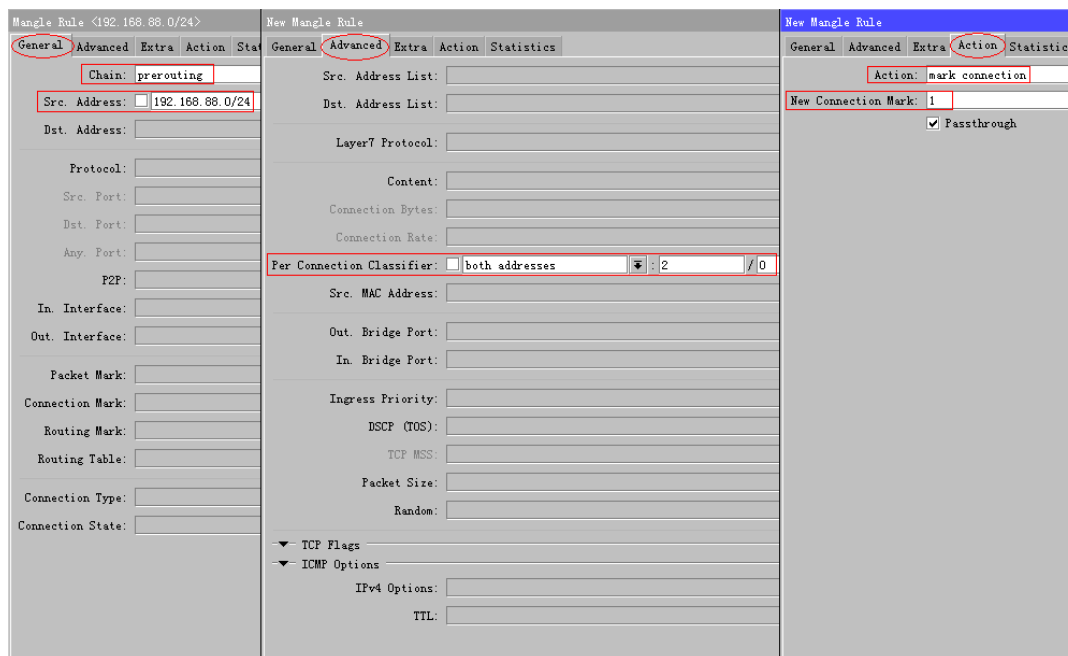 Mangle Rule <192.168.88.0/24>
General Advanced Extra Action Stat
Chain: prerouting
Src. Address: 192.168.88.0/24
Dst. Address:
Protocol:
Src. Port:
Dst. Port:
Any. Port:
P2P:
In. Interface:
Out. Interface:
Packet Mark:
Connection Mark:
Routing Mark:
Routing Table:
Connection Type:
Connection State:
New Mangle Rule
General Advanced Extra Action Statistics
Src. Address List:
Dst. Address List:
Layer7 Protocol:
Content:
Connection Bytes:
Connection Rate:
Per Connection Classifier: both addresses : 2 / 0
Src. MAC Address:
Out. Bridge Port:
In. Bridge Port:
Ingress Priority:
DSCP (TOS):
TCP MSS:
Packet Size:
Random:
TCP Flags
ICMP Options
IPv4 Options:
TTL:
New Mangle Rule
General Advanced Extra Action Statistic
Action: mark connection
New Connection Mark: 1
Passthrough